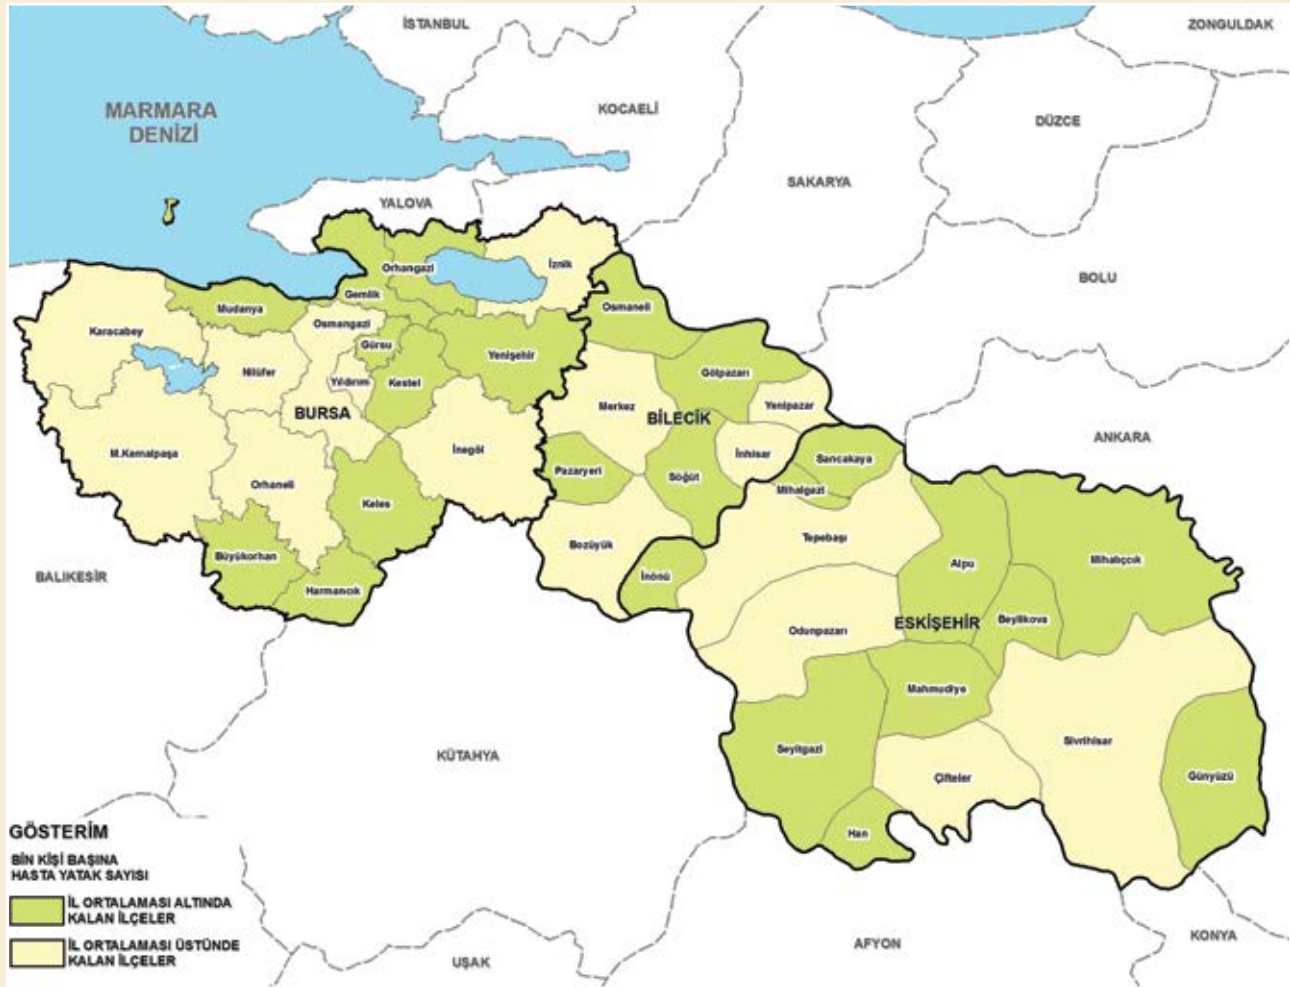 İSTANBUL
ZONGULDAK
MARMARA
DENİZİ
KOCAELİ
DÜZCE
SAKARYA
YALOVA
BOLU
İznik
Orhangazi
Gemlik
Mudanya
Osmaneli
Karacabey
Osmangazi
Gürsu
Yenişehir
Nilüfer
Yıldırım
Kestel
Gölpazarı
BURSA
Merkez
BİLECİK
Yenipazar
ANKARA
M.Kemalpaşa
İnegöl
İnhisar
Sarıcakaya
Pazaryeri
Söğüt
Orhaneli
Mihalgazi
Keles
Tepebaşı
Bozüyük
Büyükorhan
Alpu
Mihalıççık
BALIKESİR
İnönü
Harmancık
Beylikova
Odunpazarı
ESKİŞEHİR
Mahmudiye
Sivrihisar
KÜTAHYA
Seyitgazi
Çifteler
Günyüzü
Han
GÖSTERİM
BİN KİŞİ BAŞINA
HASTA YATAK SAYISI
İL ORTALAMASI ALTINDA
KALAN İLÇELER
İL ORTALAMASI ÜSTÜNDE
KALAN İLÇELER
UŞAK
AFYON
KONYA